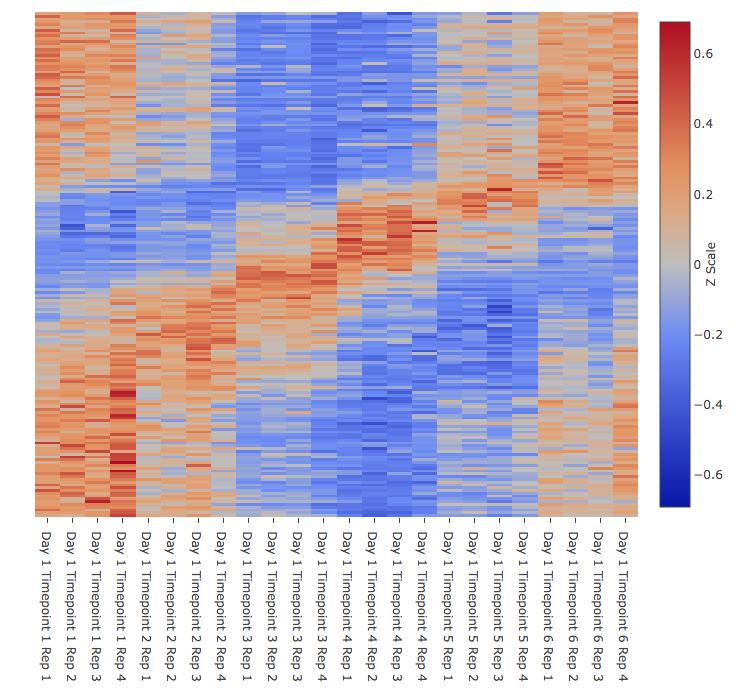 0.6
0.4
0.2
0
−0.2
−0.4
−0.6
Z Scale
Day 1 Timepoint 1 Rep 1
Day 1 Timepoint 1 Rep 2
Day 1 Timepoint 1 Rep 3
Day 1 Timepoint 1 Rep 4
Day 1 Timepoint 2 Rep 1
Day 1 Timepoint 2 Rep 2
Day 1 Timepoint 2 Rep 3
Day 1 Timepoint 2 Rep 4
Day 1 Timepoint 3 Rep 1
Day 1 Timepoint 3 Rep 2
Day 1 Timepoint 3 Rep 3
Day 1 Timepoint 3 Rep 4
Day 1 Timepoint 4 Rep 1
Day 1 Timepoint 4 Rep 2
Day 1 Timepoint 4 Rep 3
Day 1 Timepoint 4 Rep 4
Day 1 Timepoint 5 Rep 1
Day 1 Timepoint 5 Rep 2
Day 1 Timepoint 5 Rep 3
Day 1 Timepoint 5 Rep 4
Day 1 Timepoint 6 Rep 1
Day 1 Timepoint 6 Rep 2
Day 1 Timepoint 6 Rep 3
Day 1 Timepoint 6 Rep 4